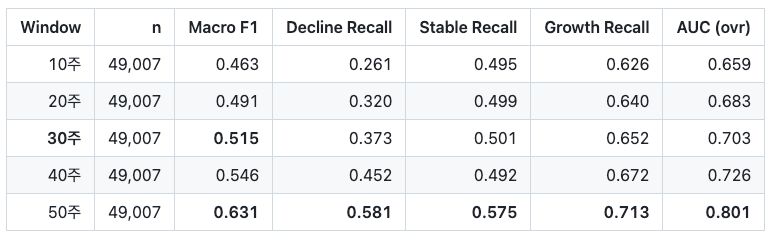 Window n Macro F1 Decline Recall Stable Recall Growth Recall AUC (ovr)
10주 49,007 0.463 0.261 0.495 0.626 0.659
20주 49,007 0.491 0.320 0.499 0.640 0.683
30주 49,007 0.515 0.373 0.501 0.652 0.703
40주 49,007 0.546 0.452 0.492 0.672 0.726
50주 49,007 0.631 0.581 0.575 0.713 0.801